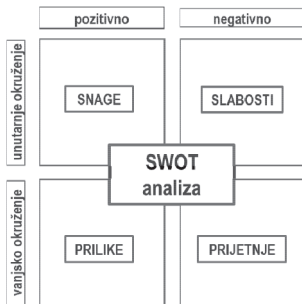 pozitivno negativno
unutarnje okruženje
SNAGE SLABOSTI
SWOT
analiza
vanjsko okruženje
PRILIKE PRIJETNJE